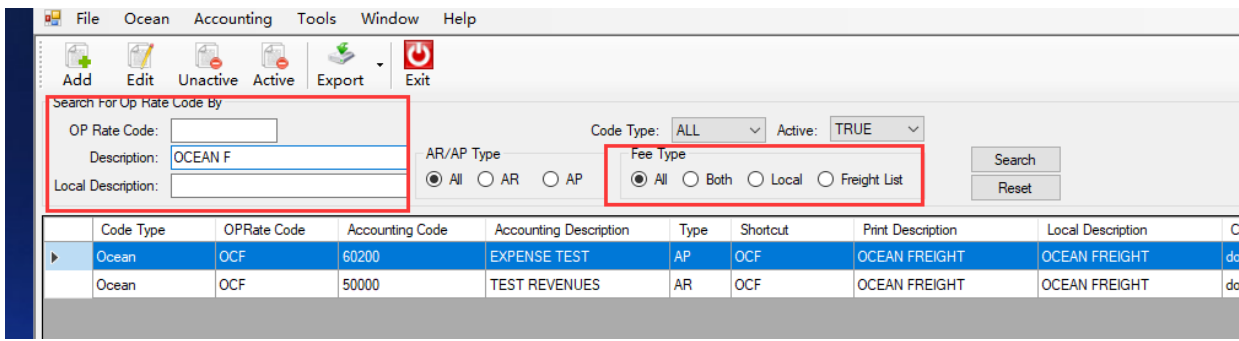 File Ocean Accounting Tools Window Help
Add Edit Unactive Active Export Exit
Search For Op Rate Code By
OP Rate Code: Code Type: ALL Active: TRUE
Description: OCEAN F AR/AP Type Fee Type Search
All AR AP All Both Local Freight List
Local Description: Reset
Code Type OPRate Code Accounting Code Accounting Description Type Shortcut Print Description Local Description C
Ocean OCF 60200 EXPENSE TEST AP OCF OCEAN FREIGHT OCEAN FREIGHT do
Ocean OCF 50000 TEST REVENUES AR OCF OCEAN FREIGHT OCEAN FREIGHT do